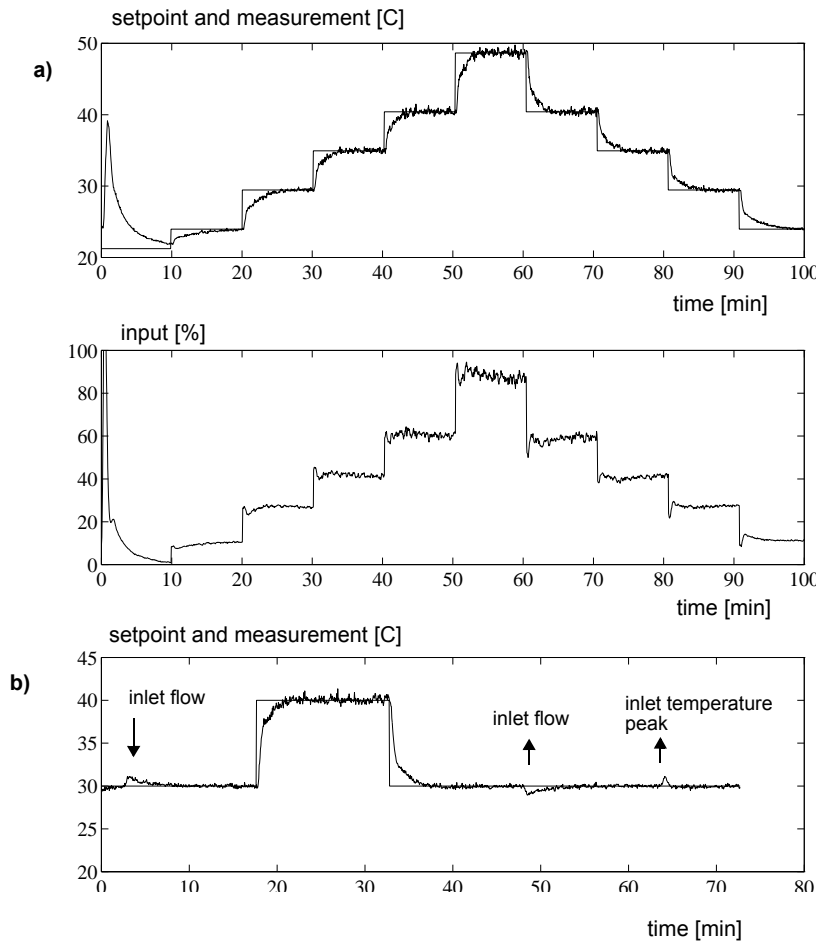 setpoint and measurement [C]
a)
50
40
30
20
0 10 20 30 40 50 60 70 80 90 100
time [min]
input [%]
100
80
60
40
20
0
0 10 20 30 40 50 60 70 80 90 100
time [min]
setpoint and measurement [C]
b)
45
40
35
30
25
20
inlet flow
inlet flow
inlet temperature
peak
0 10 20 30 40 50 60 70 80
time [min]